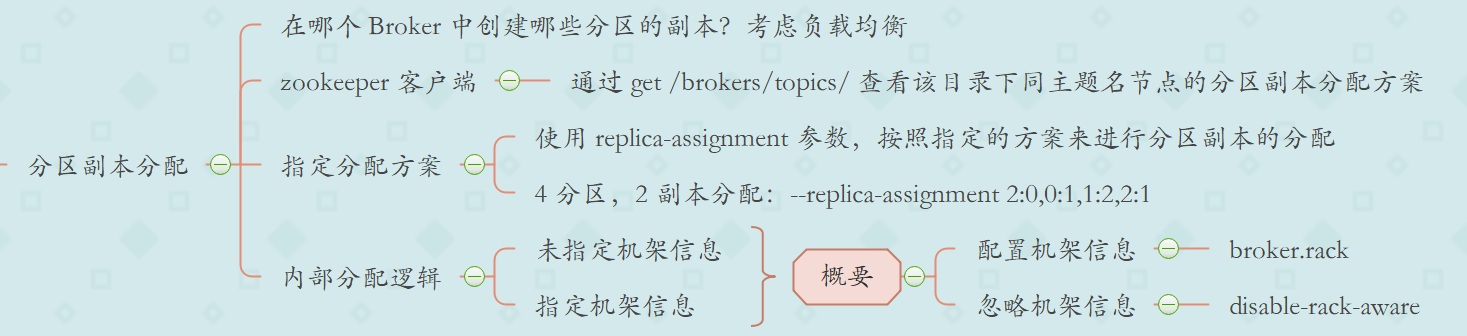 在哪个 Broker 中创建哪些分区的副本？考虑负载均衡
zookeeper 客户端
通过 get /brokers/topics/ 查看该目录下同主题名节点的分区副本分配方案
分区副本分配
指定分配方案
使用 replica-assignment 参数，按照指定的方案来进行分区副本的分配
4 分区，2 副本分配：--replica-assignment 2:0,0:1,1:2,2:1
内部分配逻辑
未指定机架信息
指定机架信息
概要
配置机架信息
broker.rack
忽略机架信息
disable-rack-aware